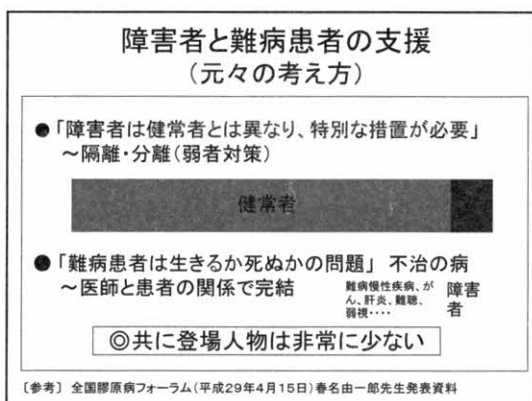 障害者と難病患者の支援
(元々の考え方)
●「障害者は健常者とは異なり、特別な措置が必要」
～隔離・分離(弱者対策)
健常者
●「難病患者は生きるか死ぬかの問題」 不治の病
～医師と患者の関係で完結
難病慢性疾病、が
ん、肝炎、難聴、
弱視‥‥
障害
者
◎共に登場人物は非常に少ない
〔参考〕 全国膠原病フォーラム(平成29年4月15日)春名由一郎先生発表資料